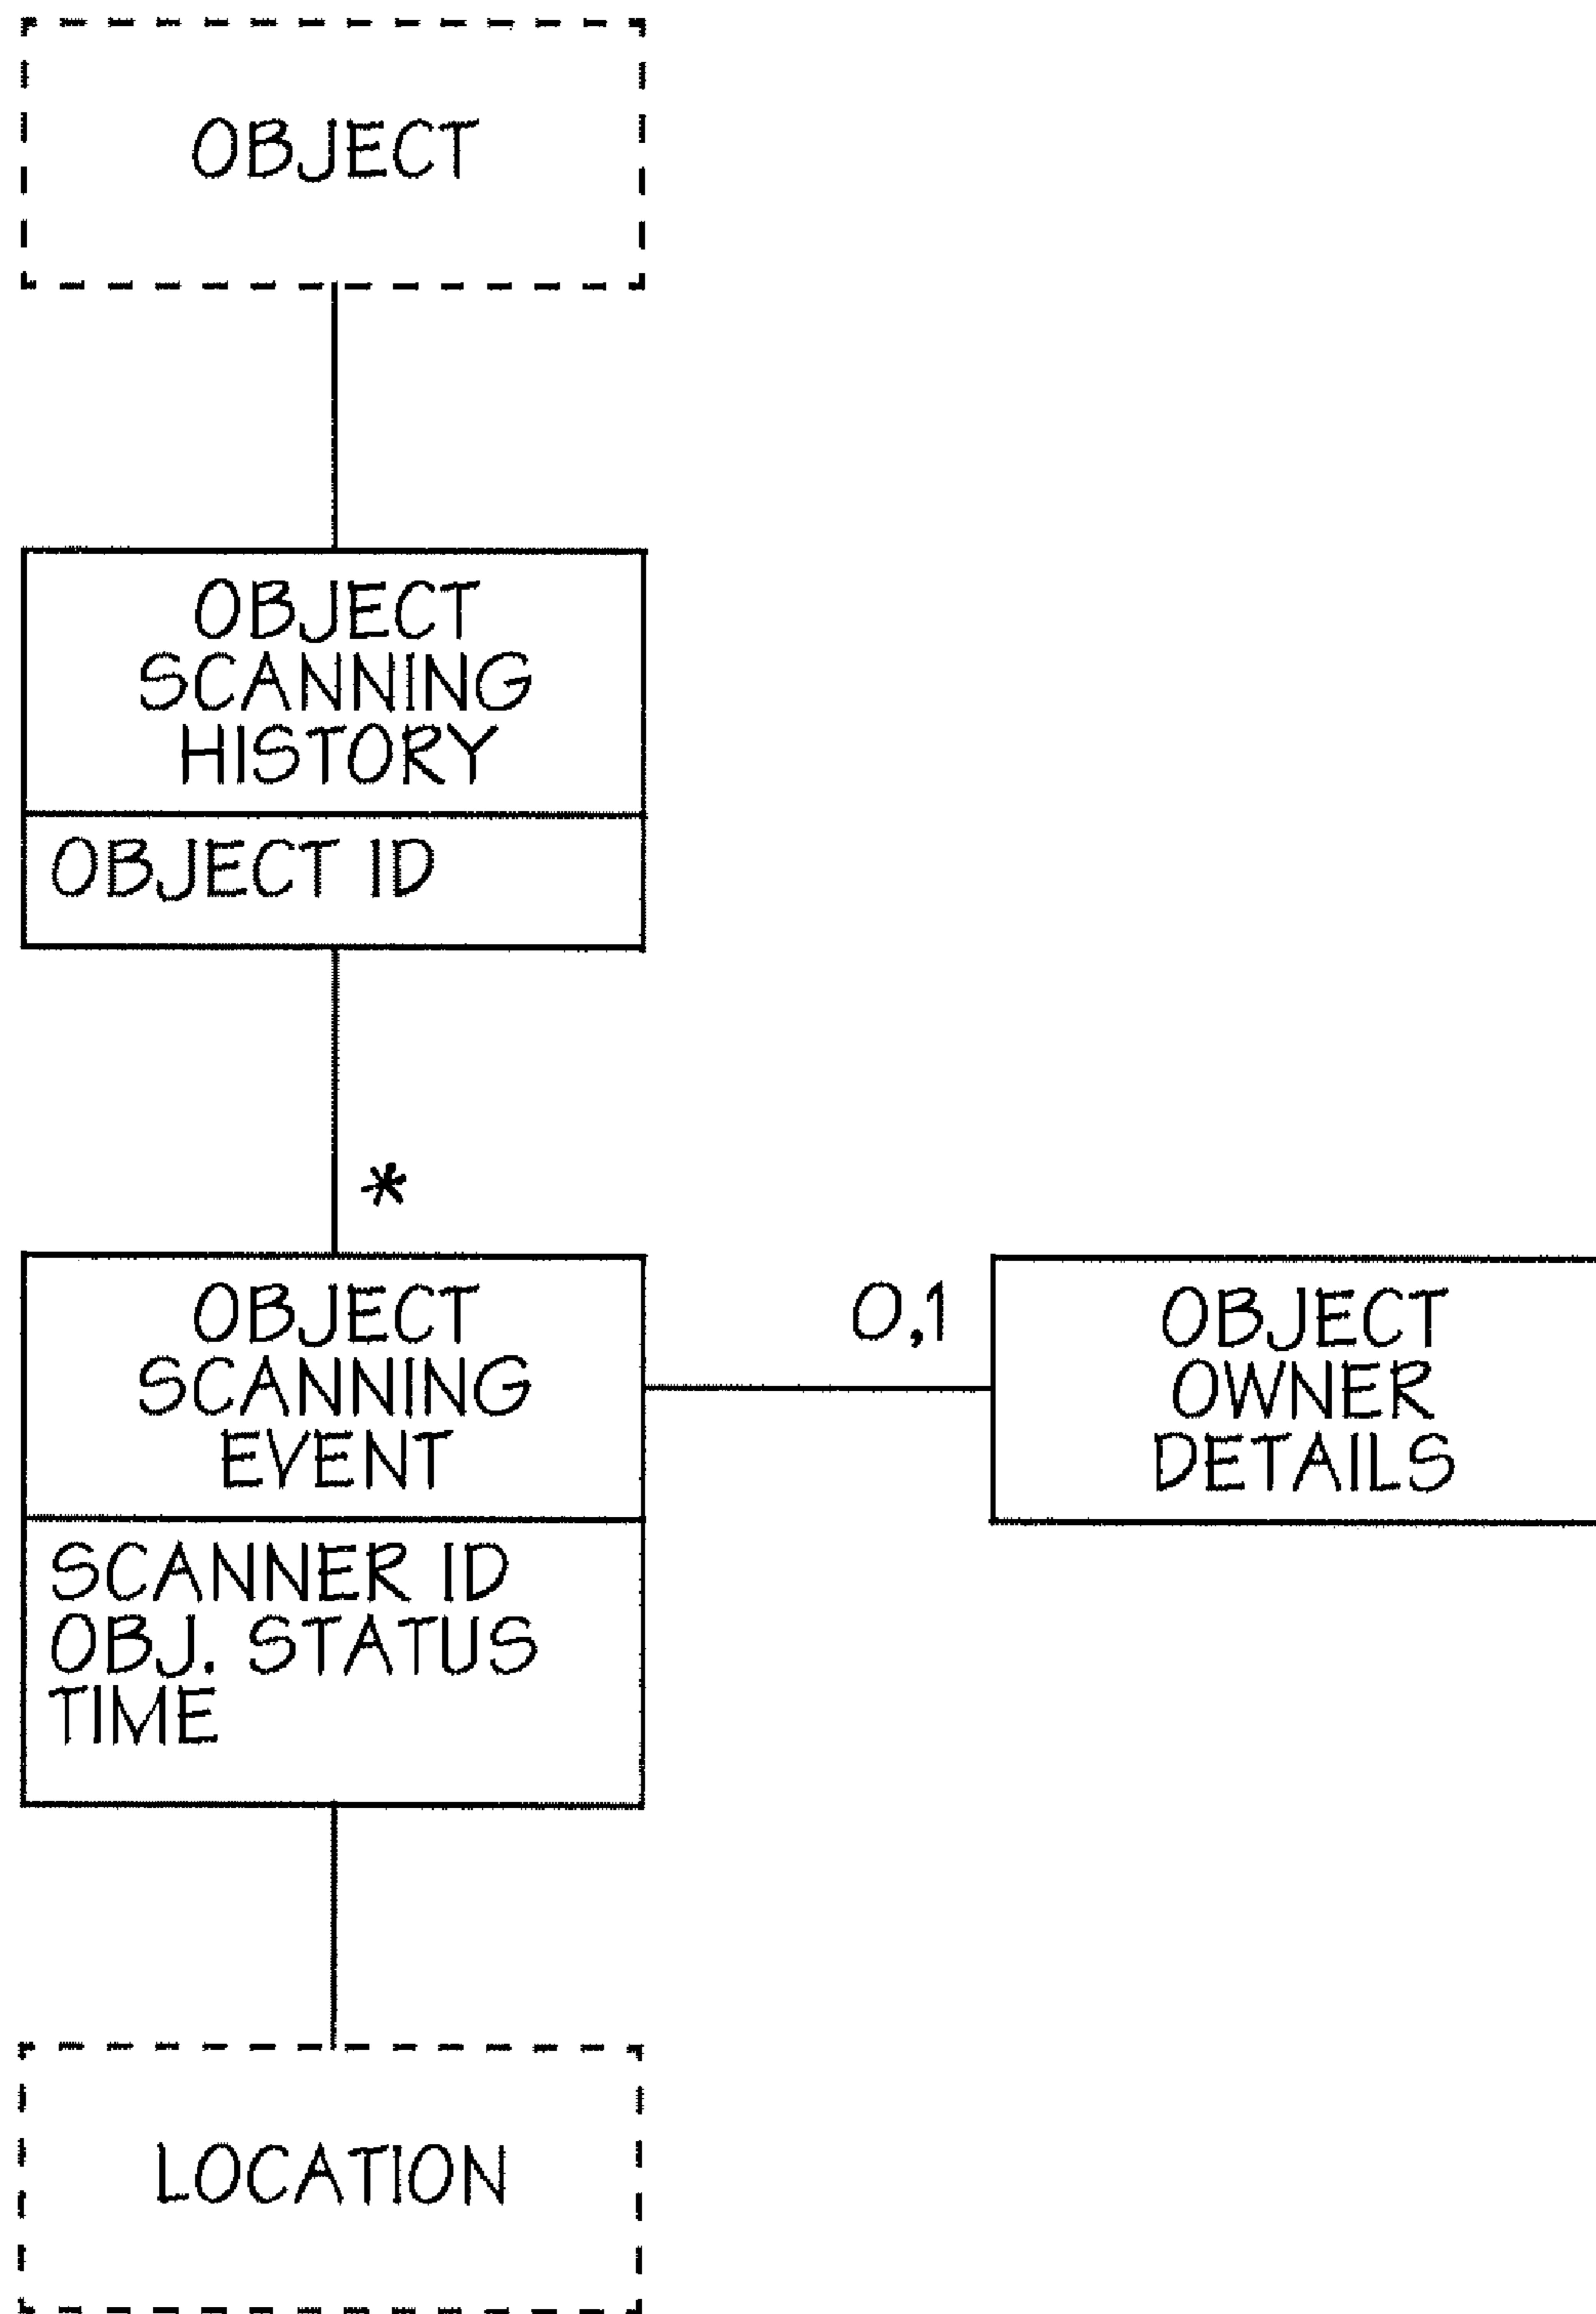 OBJECT
OBJECT
SCANNING
HISTORY
OBJECT ID
*
OBJECT
SCANNING
EVENT
SCANNER ID
OBJ. STATUS
TIME
0,1
OBJECT
OWNER
DETAILS
LOCATION